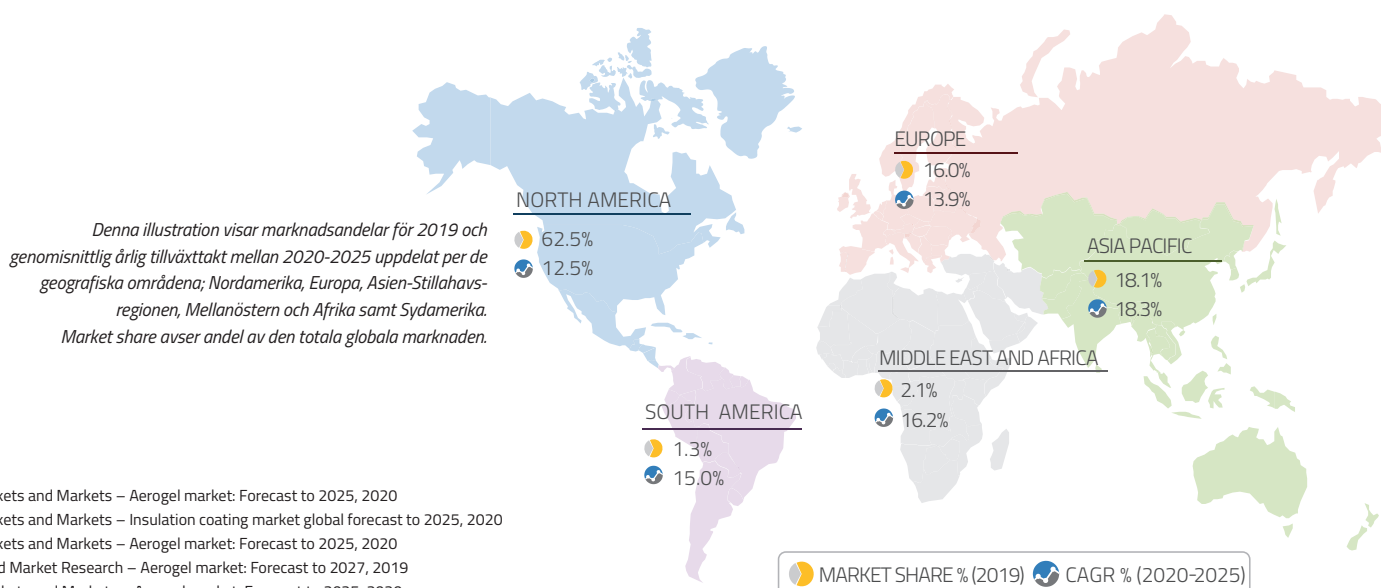 EUROPE
16.0%
13.9%
NORTH AMERICA
62.5%
12.5%
Denna illustration visar marknadsandelar för 2019 och
genomisnittlig årlig tillväxttakt mellan 2020-2025 uppdelat per de
geografiska områdena; Nordamerika, Europa, Asien-Stillahavs-
regionen, Mellanöstern och Afrika samt Sydamerika.
Market share avser andel av den totala globala marknaden.
ASIA PACIFIC
18.1%
18.3%
MIDDLE EAST AND AFRICA
2.1%
16.2%
SOUTH AMERICA
1.3%
15.0%
kets and Markets – Aerogel market: Forecast to 2025, 2020
kets and Markets – Insulation coating market global forecast to 2025, 2020
kets and Markets – Aerogel market: Forecast to 2025, 2020
d Market Research – Aerogel market: Forecast to 2027, 2019
MARKET SHARE % (2019) CAGR % (2020-2025)